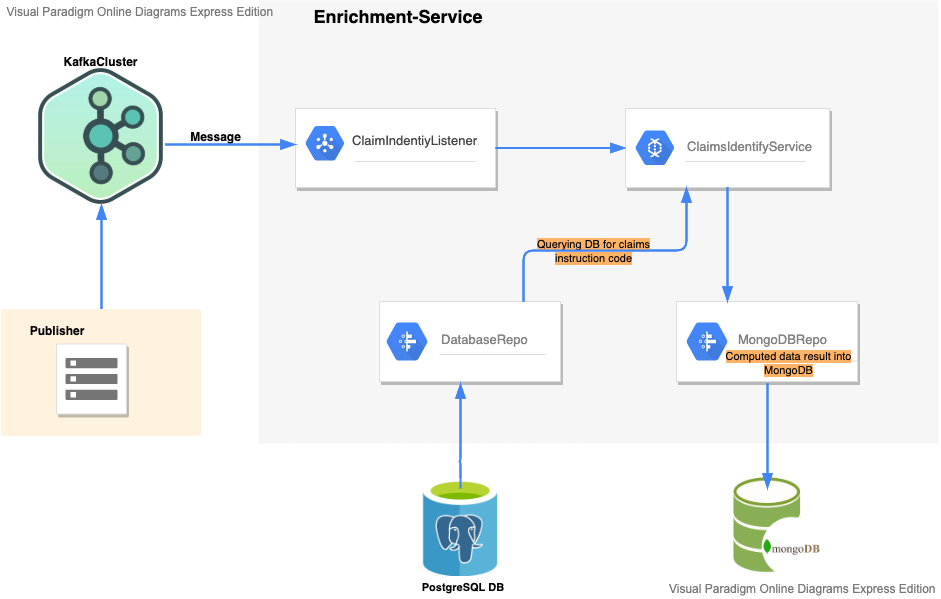 Visual Paradigm Online Diagrams Express Edition
Enrichment-Service
KafkaCluster
Message
ClaimIndentiyListener
ClaimsIdentifyService
Querying DB for claims
instruction code
Publisher
DatabaseRepo
MongoDBRepo
Computed data result into
MongoDB
mongoDB
PostgreSQL DB
Visual Paradigm Online Diagrams Express Edition